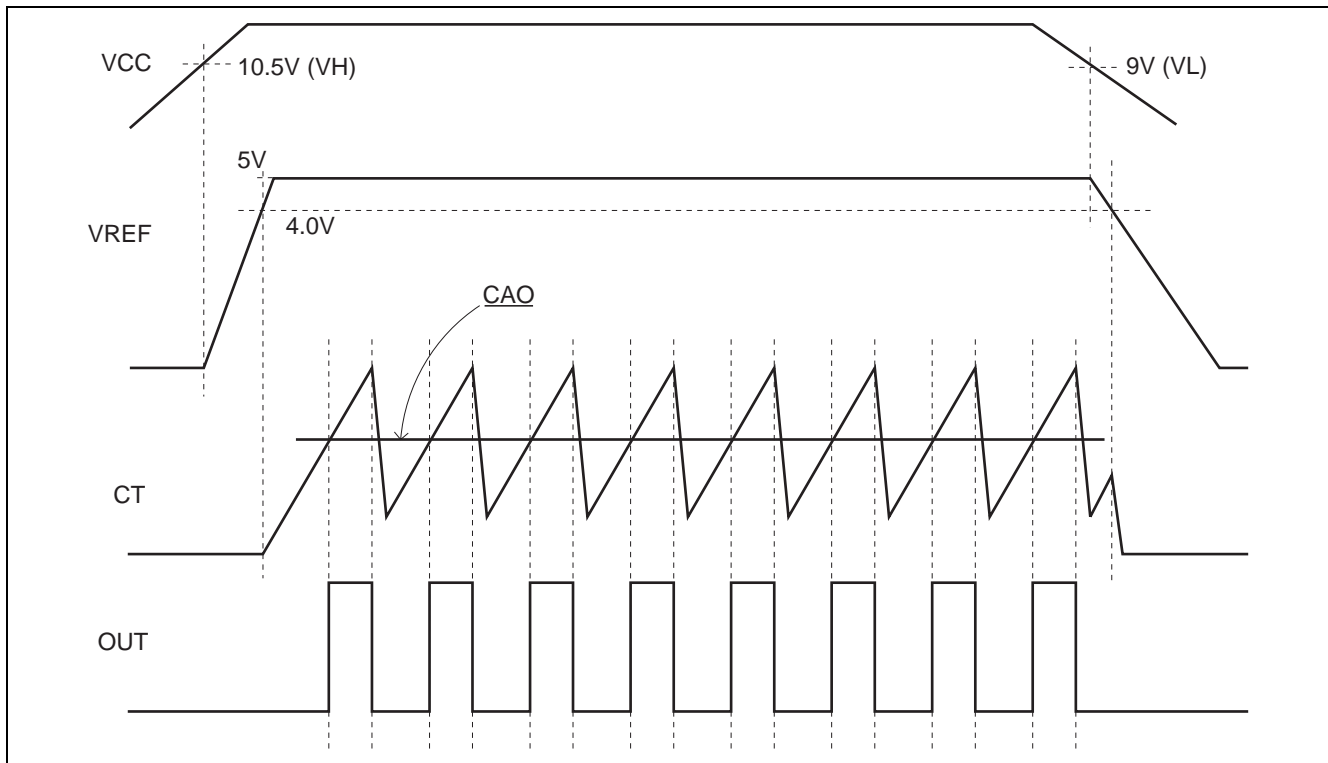 VCC
10.5V (VH)
9V (VL)
5V
4.0V
VREF
CAO
CT
OUT